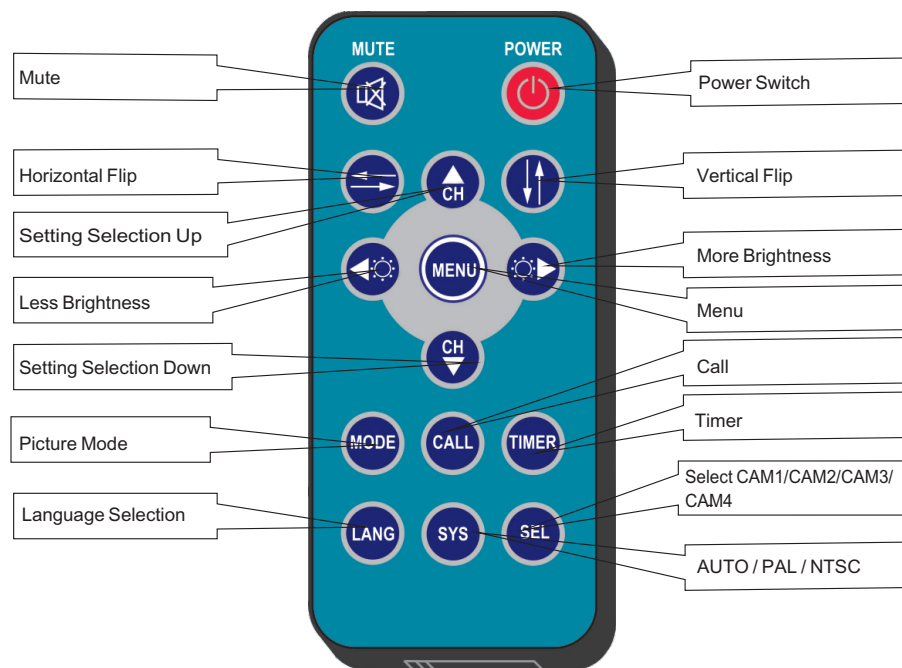 MUTE
POWER
Mute
Power Switch
Horizontal Flip
CH
Vertical Flip
Setting Selection Up
MENU
More Brightness
Less Brightness
Menu
CH
Setting Selection Down
Call
MODE
CALL
TIMER
Picture Mode
Timer
Select CAM1/CAM2/CAM3/
CAM4
Language Selection
LANG
SYS
SEL
AUTO / PAL / NTSC